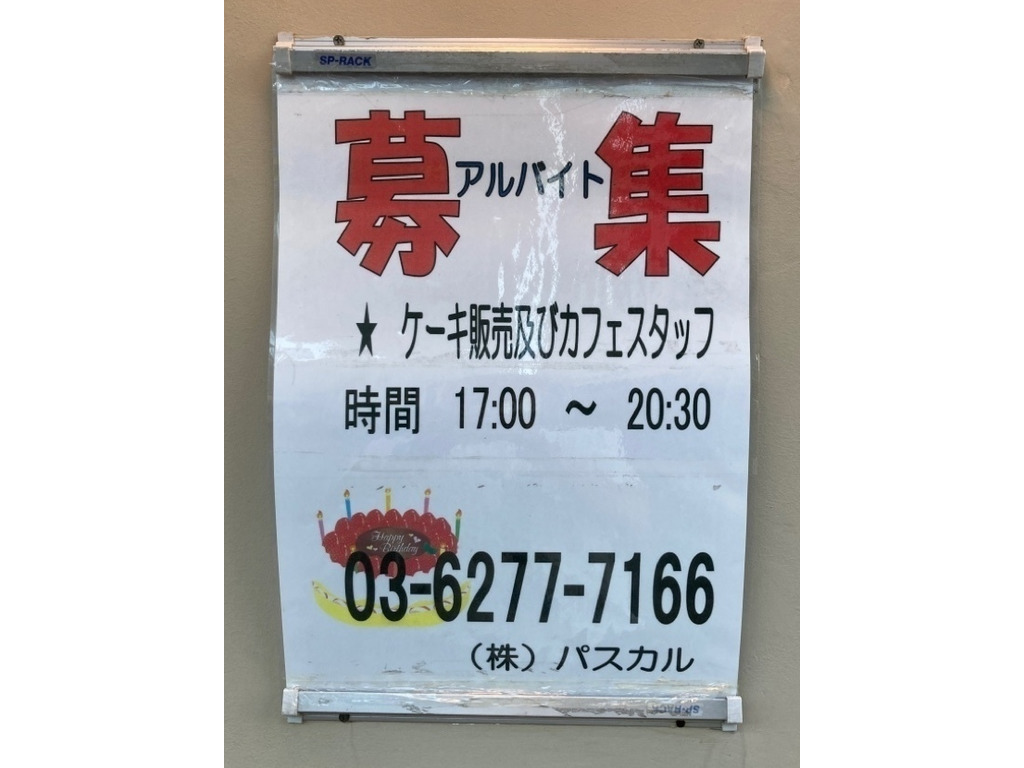 SP-RACK
募アルバイト集
★ ケーキ販売及びカフェスタッフ
時間 17:00 ～ 20:30
Happy
Birthday
03-6277-7166
（株）パスカル
SP-RACK